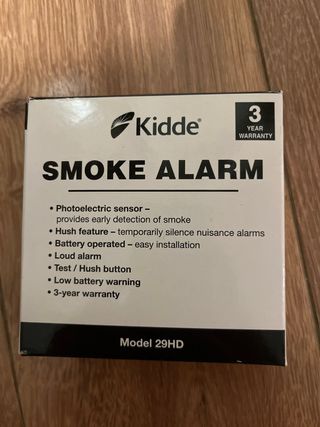 Kidde®
3
YEAR
WARRANTY
SMOKE ALARM
• Photoelectric sensor –
provides early detection of smoke
• Hush feature – temporarily silence nuisance alarms
• Battery operated – easy installation
• Loud alarm
• Test / Hush button
• Low battery warning
• 3-year warranty
Model 29HD